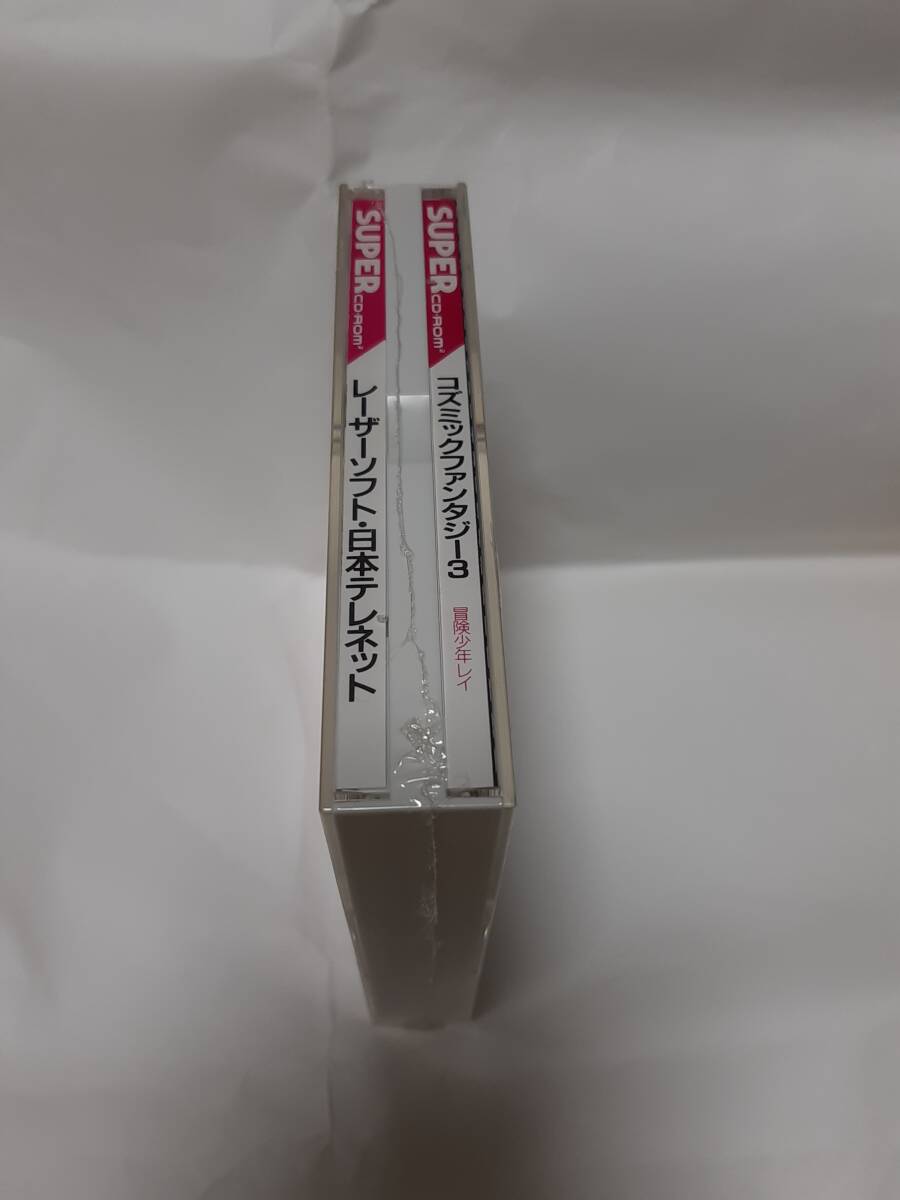 SUPER
CD-ROM²
レーザーソフト・日本テレネット
SUPER
CD-ROM²
コズミックファンタジー3
冒険少年レイ